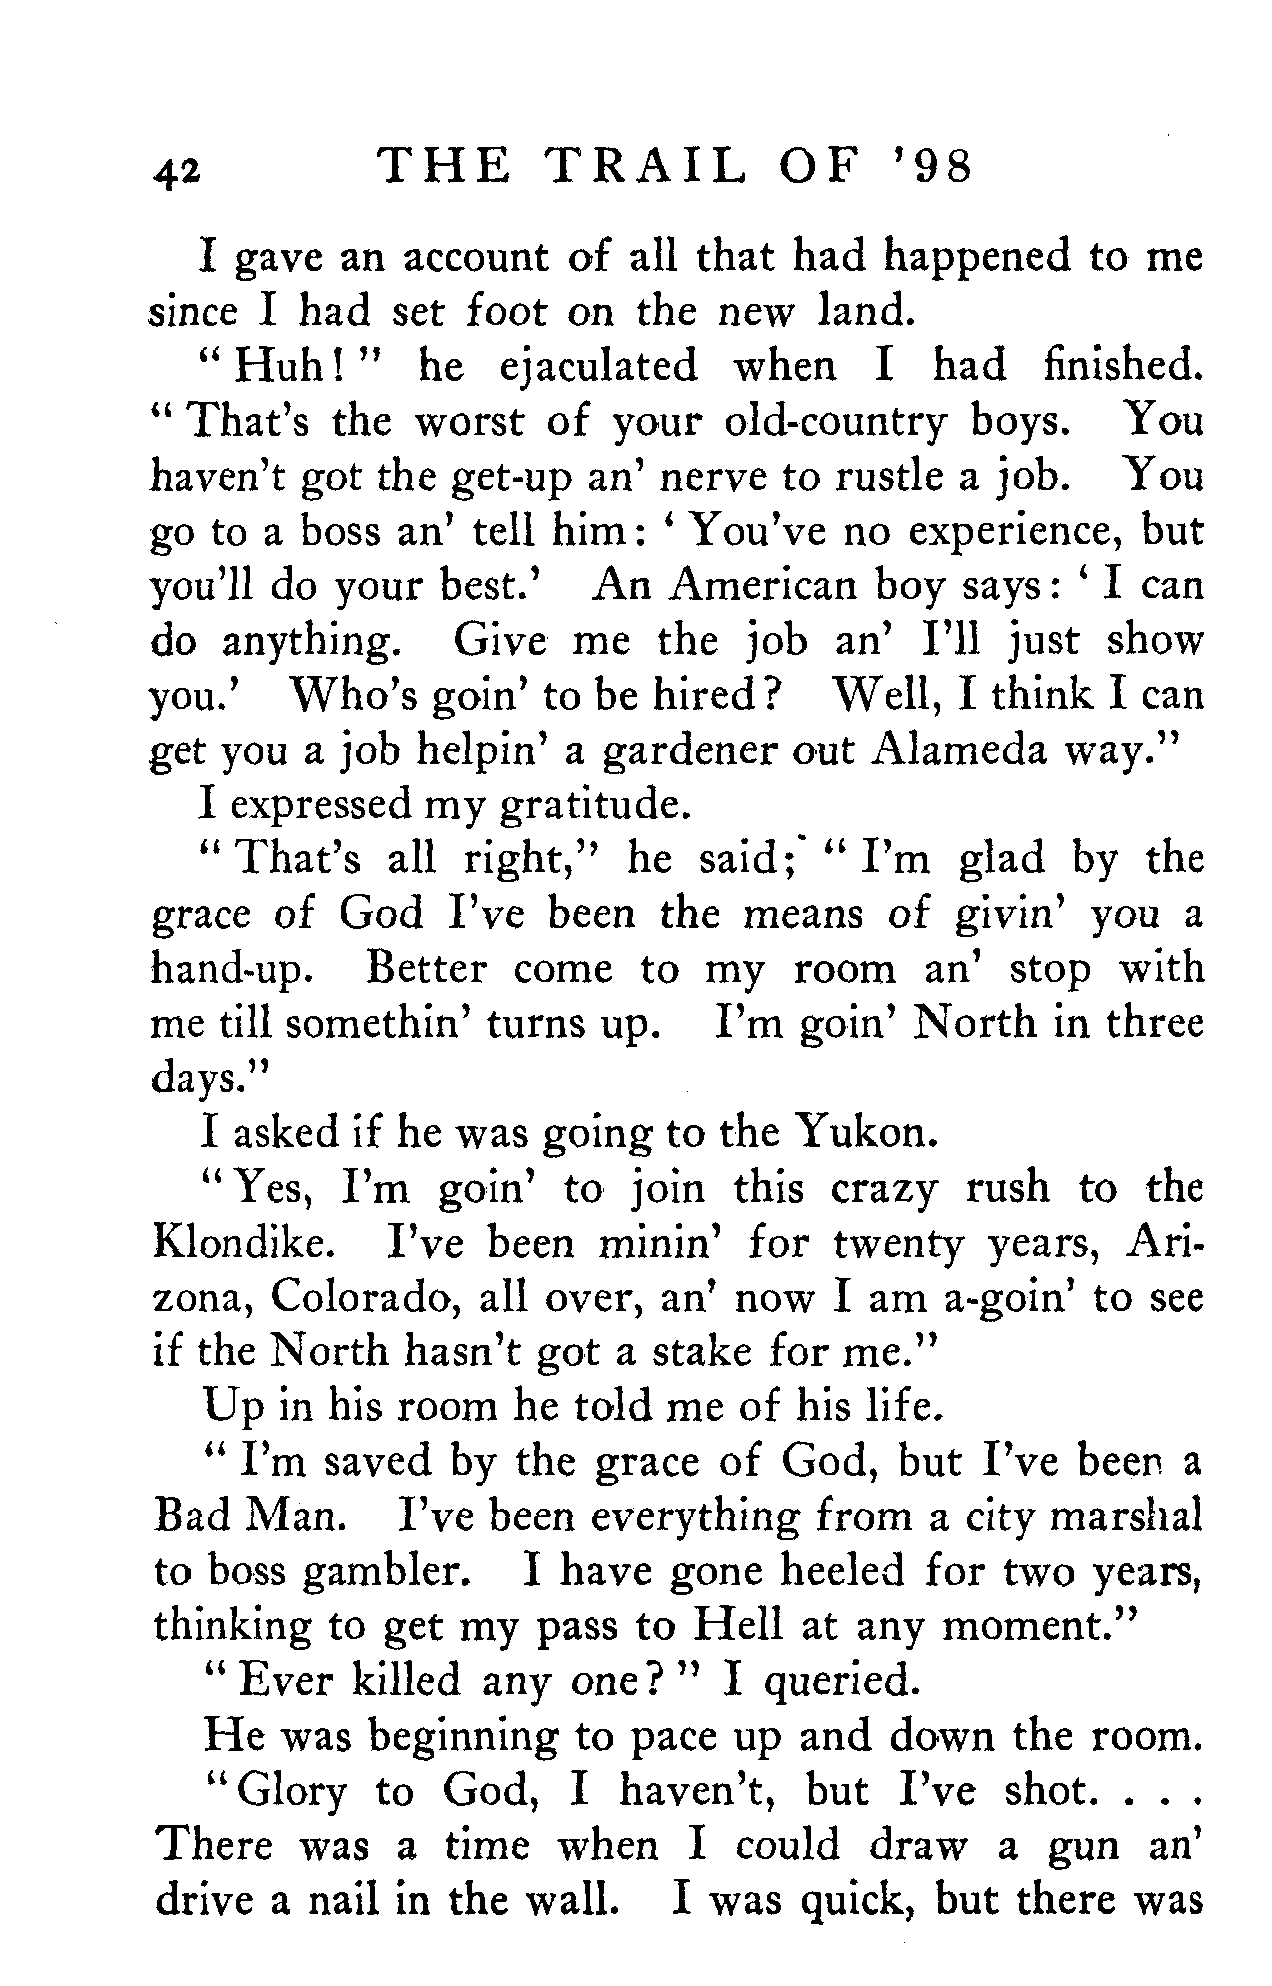 42 THE TRAIL OF '98
I gave an account of all that had happened to me
since I had set foot on the new land.
"Huh!" he ejaculated when I had finished.
"That's the worst of your old-country boys. You
haven't got the get-up an' nerve to rustle a job. You
go to a boss an' tell him: 'You've no experience, but
you'll do your best.' An American boy says: 'I can
do anything. Give me the job an' I'll just show
you.' Who's goin' to be hired? Well, I think I can
get you a job helpin' a gardener out Alameda way."
I expressed my gratitude.
"That's all right," he said; "I'm glad by the
grace of God I've been the means of givin' you a
hand-up. Better come to my room an' stop with
me till somethin' turns up. I'm goin' North in three
days."
I asked if he was going to the Yukon.
"Yes, I'm goin' to join this crazy rush to the
Klondike. I've been minin' for twenty years, Ari-
zona, Colorado, all over, an' now I am a-goin' to see
if the North hasn't got a stake for me."
Up in his room he told me of his life.
"I'm saved by the grace of God, but I've been a
Bad Man. I've been everything from a city marshal
to boss gambler. I have gone heeled for two years,
thinking to get my pass to Hell at any moment."
"Ever killed any one?" I queried.
He was beginning to pace up and down the room.
"Glory to God, I haven't, but I've shot. . . .
There was a time when I could draw a gun an'
drive a nail in the wall. I was quick, but there was